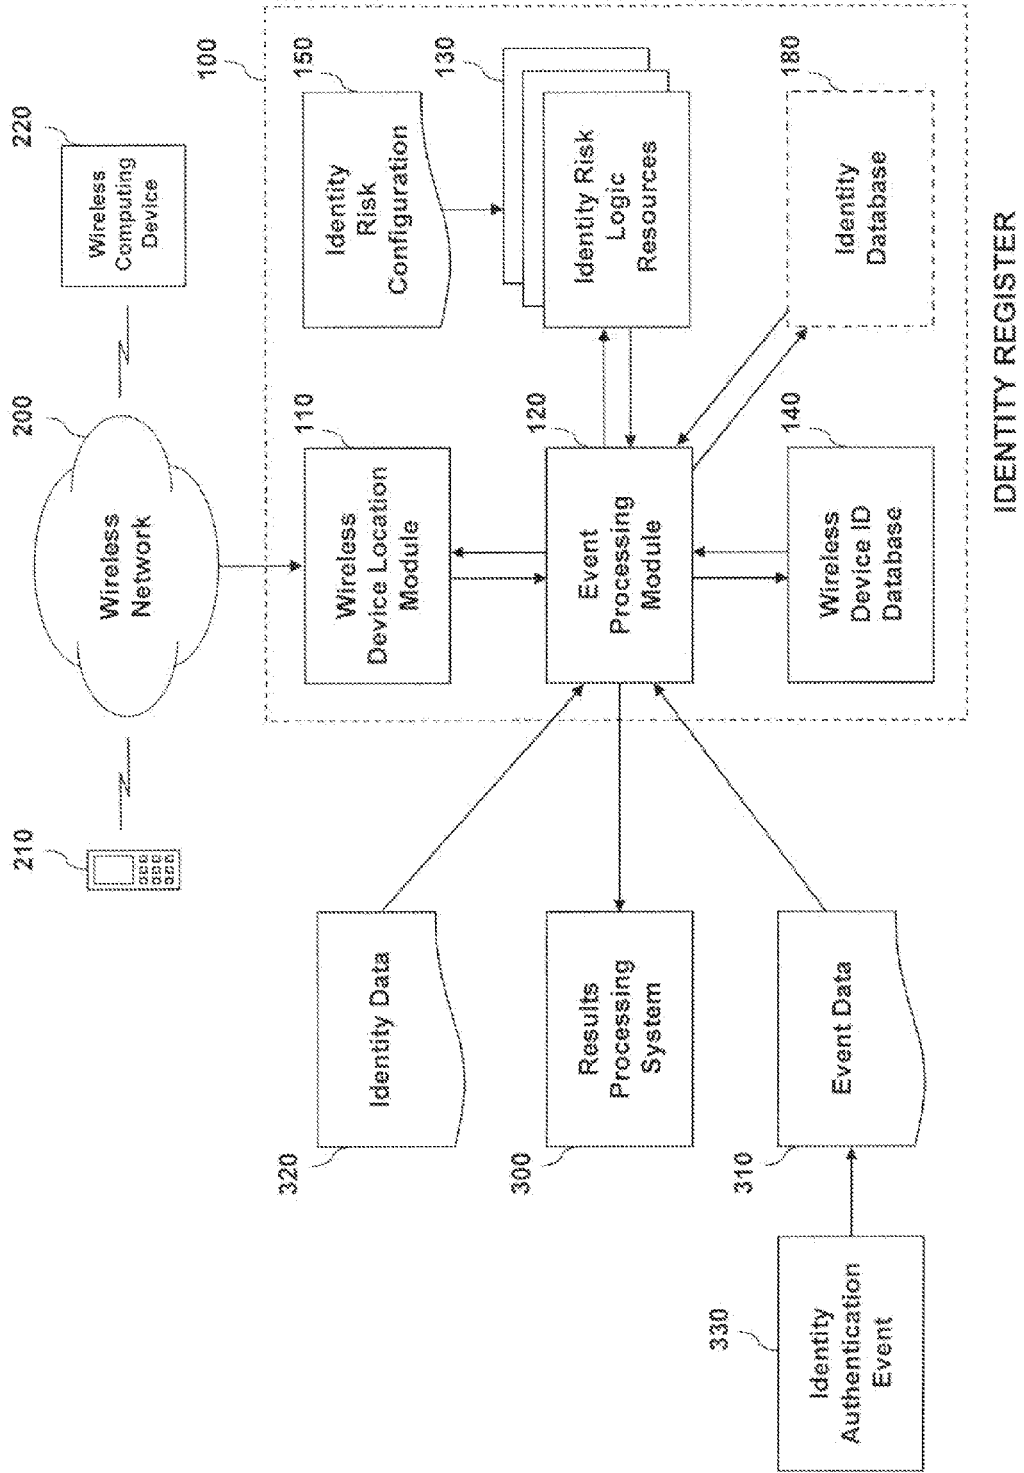 210
200
220
Wireless
Network
Wireless
Computing
Device
100
320
Identity Data
110
Wireless
Device Location
Module
150
Identity
Risk
Configuration
300
Results
Processing
System
120
Event
Processing
Module
130
Identity Risk
Logic
Resources
330
Identity
Authentication
Event
310
Event Data
140
Wireless
Device ID
Database
180
Identity
Database
IDENTITY REGISTER